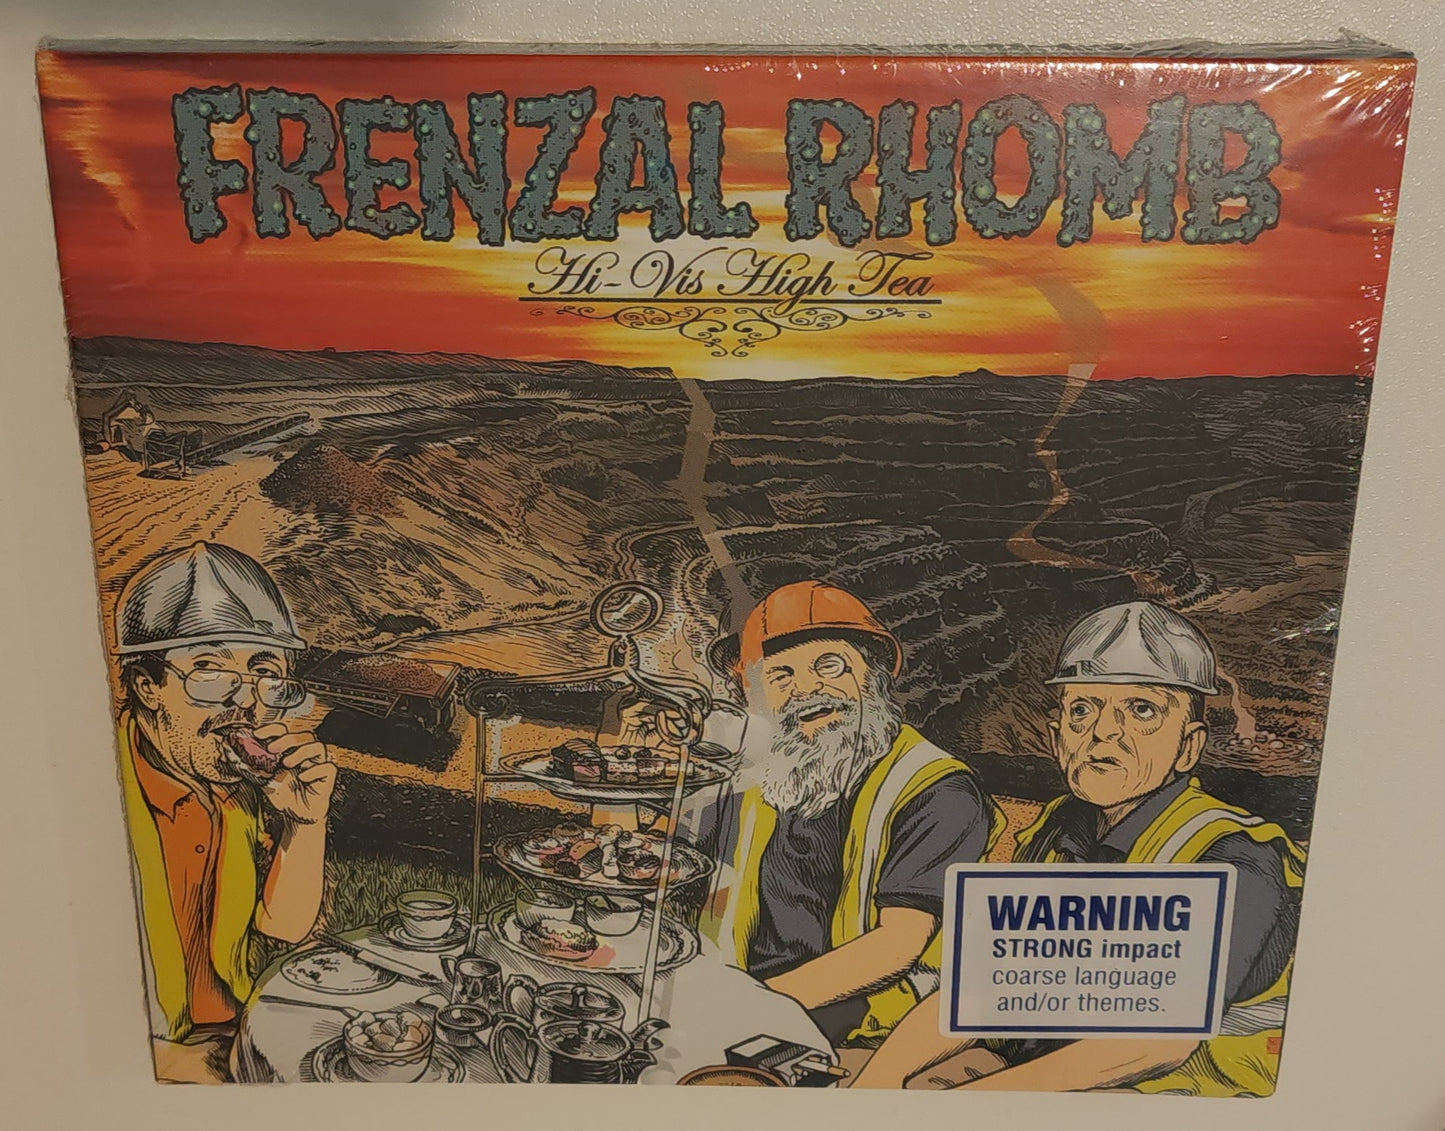 FRENZAL RHOMB
Hi-Vis High Tea
WARNING
STRONG impact
coarse language
and/or themes.